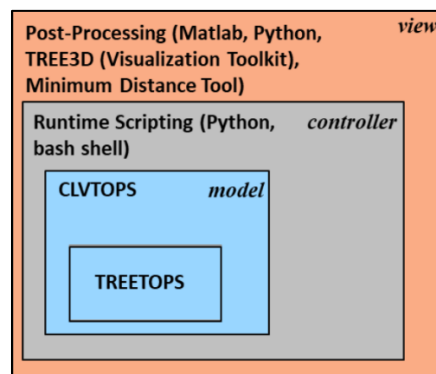 Post-Processing (Matlab, Python, view
TREE3D (Visualization Toolkit),
Minimum Distance Tool)
Runtime Scripting (Python, controller
bash shell)
CLVTOPS model
TREETOPS